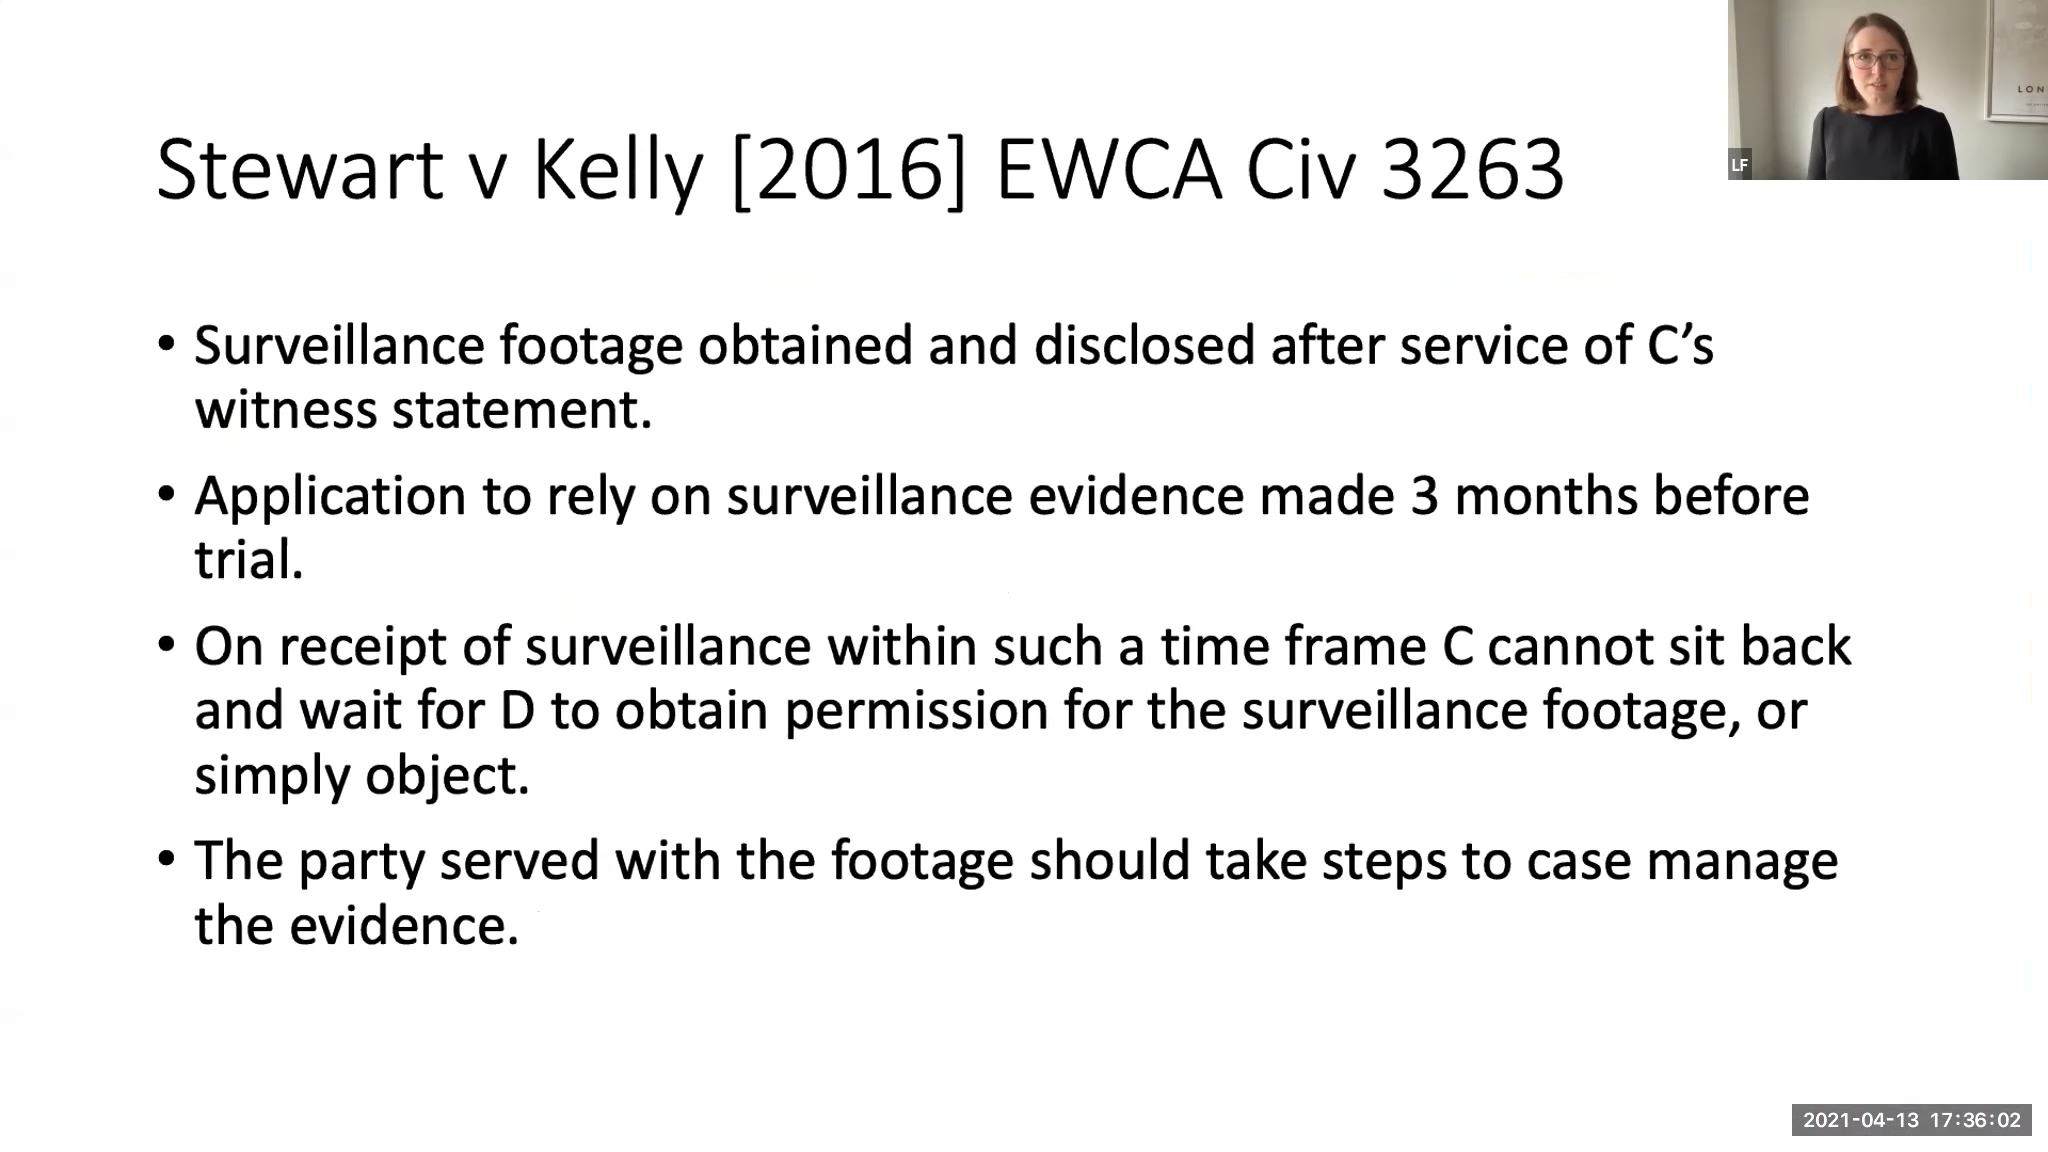 Stewart v Kelly [2016] EWCA Civ 3263
LON
LF
• Surveillance footage obtained and disclosed after service of C’s
witness statement.
• Application to rely on surveillance evidence made 3 months before
trial.
• On receipt of surveillance within such a time frame C cannot sit back
and wait for D to obtain permission for the surveillance footage, or
simply object.
• The party served with the footage should take steps to case manage
the evidence.
2021-04-13 17:36:02